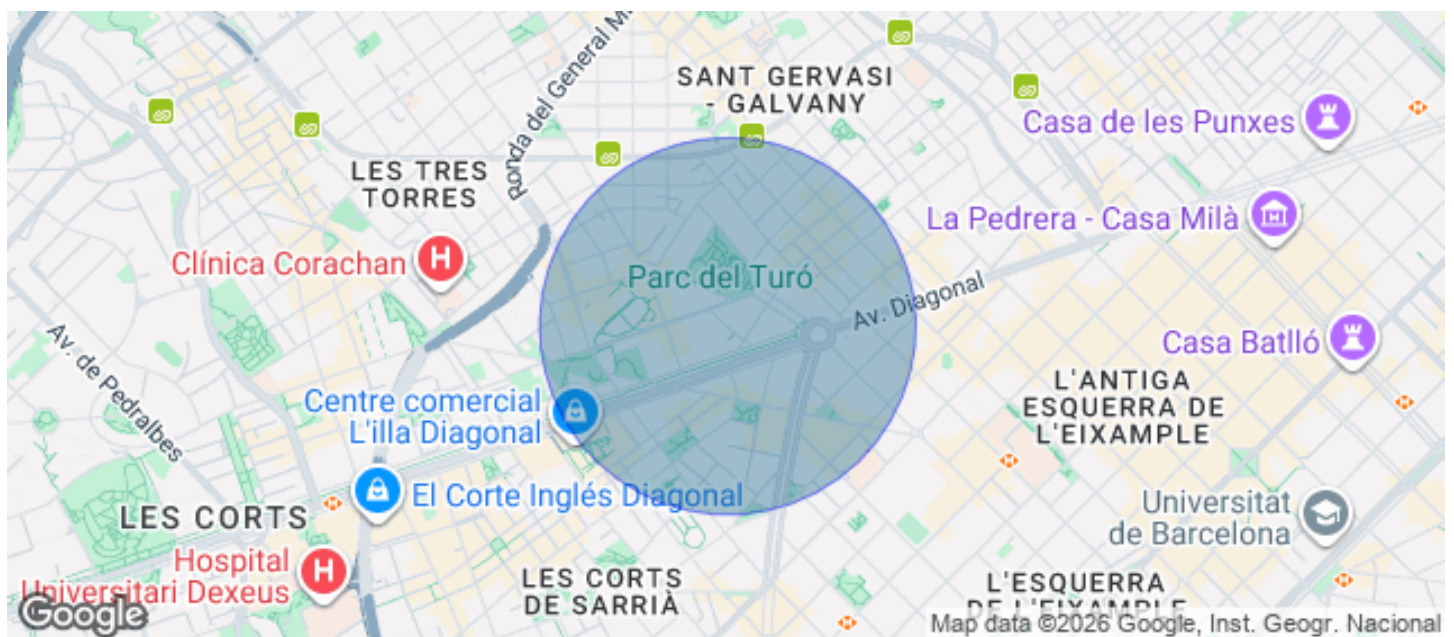 Ronda del General Mi
SANT GERVASI
- GALVANY
Casa de les Punxes
LES TRES
TORRES
La Pedrera - Casa Milà
Clínica Corachan
Parc del Turó
Av. Diagonal
Av. de Pedralbes
Casa Batlló
Centre comercial
L'illa Diagonal
L'ANTIGA
ESQUERRA DE
L'EIXAMPLE
El Corte Inglés Diagonal
LES CORTS
Universitat
de Barcelona
Hospital
Universitari Dexeus
LES CORTS
DE SARRIÀ
L'ESQUERRA
DE L'EIXAMPLE
Google
Map data ©2026 Google, Inst. Geogr. Nacional